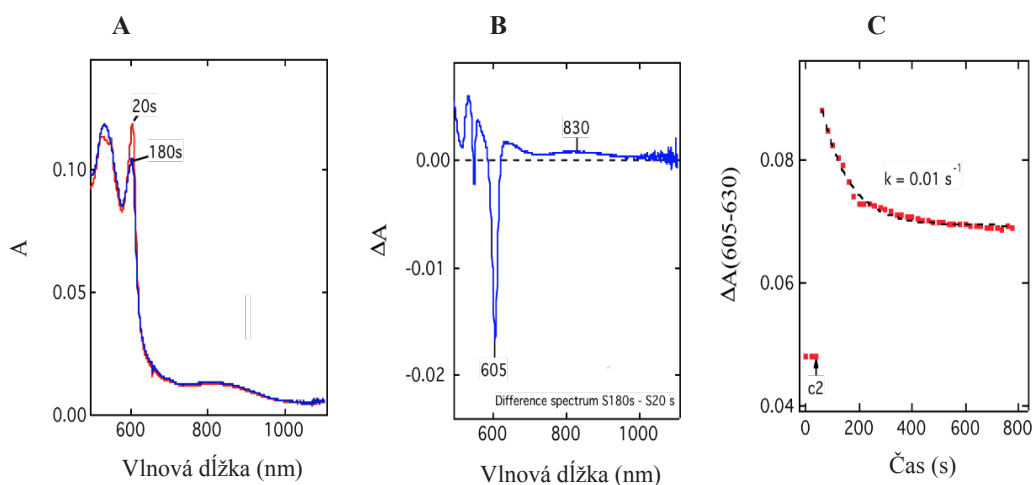 A
20s
180s
0.10
0.05
0.00
A
600
800
1000
Vlnová dĺžka (nm)
B
830
0.00
-0.01
-0.02
ΔA
605
Difference spectrum S180s - S20 s
600
800
1000
Vlnová dĺžka (nm)
C
k = 0.01 s⁻¹
0.08
0.06
0.04
ΔA(605-630)
c2
0
200
400
600
800
Čas (s)